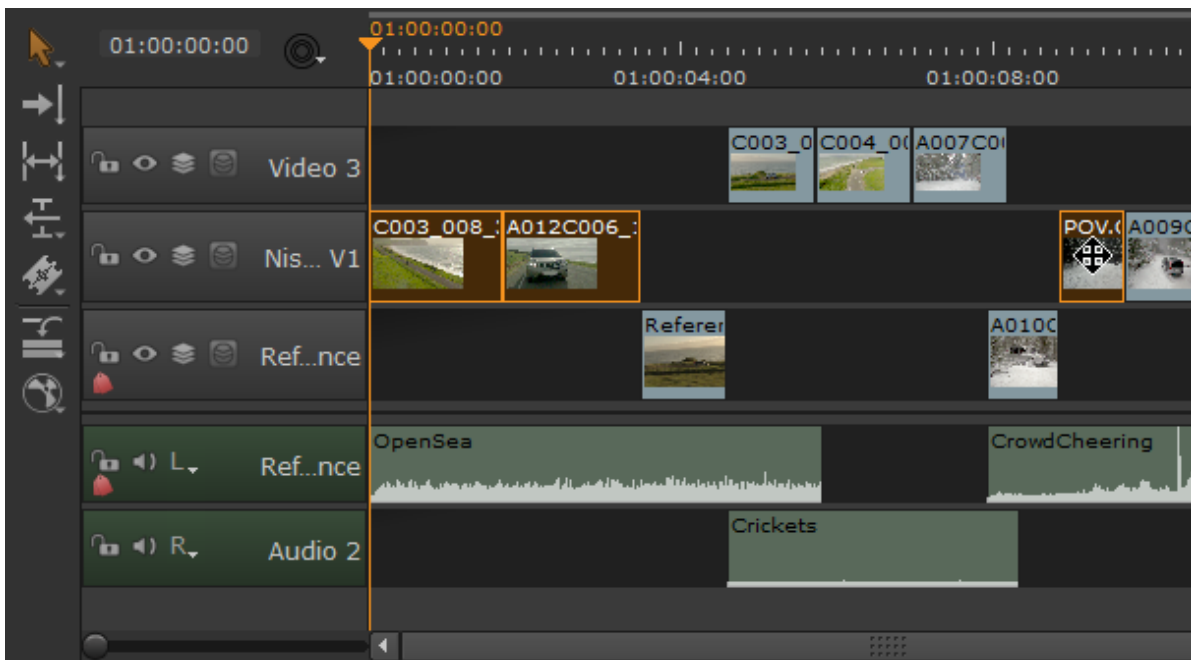 01:00:00:00
01:00:00:00
01:00:00:00 01:00:04:00 01:00:08:00
Video 3 C003_0 C004_0 A007C0
Nis... V1 C003_008_ A012C006_ POV. A009
Ref...nce Referer A010C
L Ref...nce OpenSea CrowdCheering
R Audio 2 Crickets